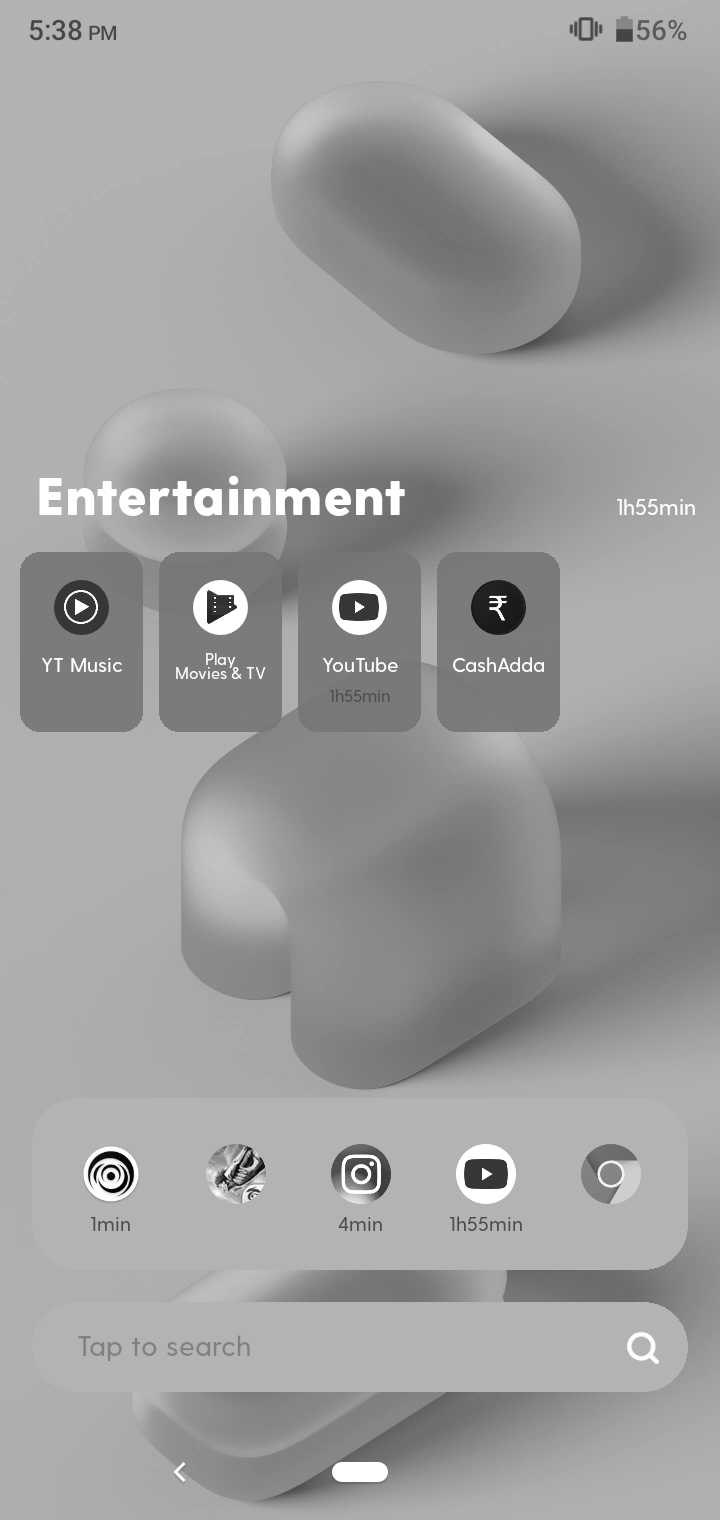 5:38 PM
56%
Entertainment
1h55min
YT Music
Play
Movies & TV
YouTube
1h55min
CashAdda
1min
4min
1h55min
Tap to search